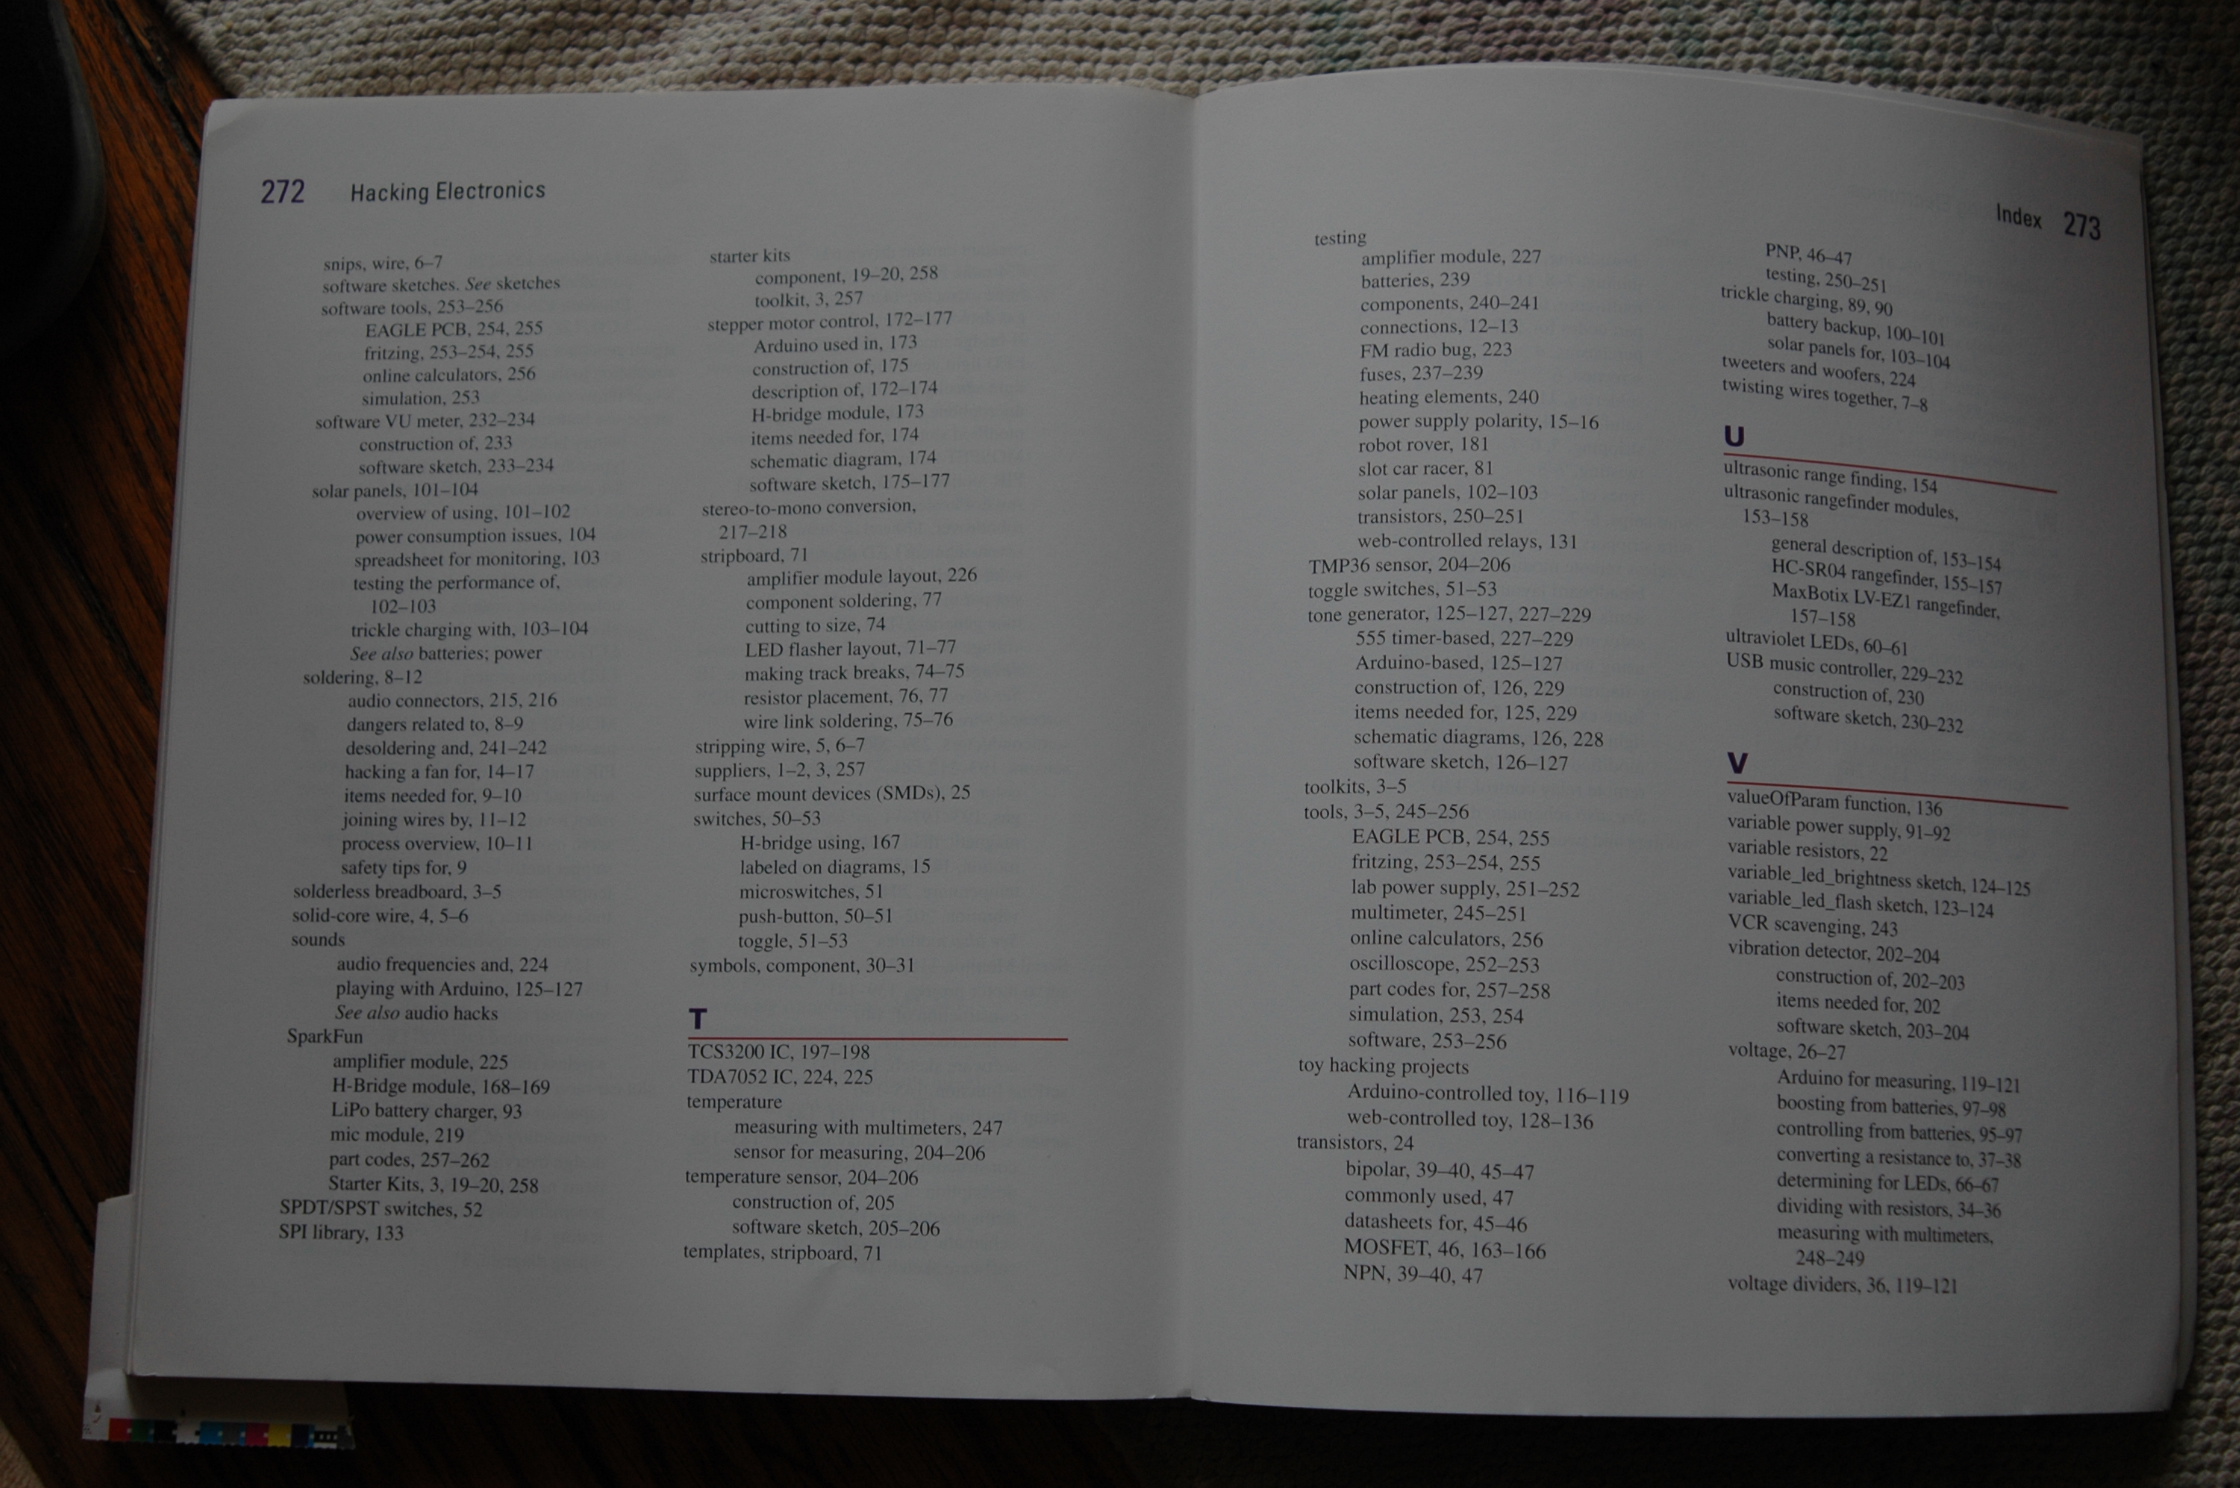 272 Hacking Electronics
snips, wire, 6–7
software sketches. See sketches
software tools, 253–256
EAGLE PCB, 254, 255
fritzing, 253–254, 255
online calculators, 256
simulation, 253
software VU meter, 232–234
construction of, 233
software sketch, 233–234
solar panels, 101–104
overview of using, 101–102
power consumption issues, 104
spreadsheet for monitoring, 103
testing the performance of,
102–103
trickle charging with, 103–104
See also batteries; power
soldering, 8–12
audio connectors, 215, 216
dangers related to, 8–9
desoldering and, 241–242
hacking a fan for, 14–17
items needed for, 9–10
joining wires by, 11–12
process overview, 10–11
safety tips for, 9
solderless breadboard, 3–5
solid-core wire, 4, 5–6
sounds
audio frequencies and, 224
playing with Arduino, 125–127
See also audio hacks
SparkFun
amplifier module, 225
H-Bridge module, 168–169
LiPo battery charger, 93
mic module, 219
part codes, 257–262
Starter Kits, 3, 19–20, 258
SPDT/SPST switches, 52
SPI library, 133
starter kits
component, 19–20, 258
toolkit, 3, 257
stepper motor control, 172–177
Arduino used in, 173
construction of, 175
description of, 172–174
H-bridge module, 173
items needed for, 174
schematic diagram, 174
software sketch, 175–177
stereo-to-mono conversion,
217–218
stripboard, 71
amplifier module layout, 226
component soldering, 77
cutting to size, 74
LED flasher layout, 71–77
making track breaks, 74–75
resistor placement, 76, 77
wire link soldering, 75–76
stripping wire, 5, 6–7
suppliers, 1–2, 3, 257
surface mount devices (SMDs), 25
switches, 50–53
H-bridge using, 167
labeled on diagrams, 15
microswitches, 51
push-button, 50–51
toggle, 51–53
symbols, component, 30–31
T
TCS3200 IC, 197–198
TDA7052 IC, 224, 225
temperature
measuring with multimeters, 247
sensor for measuring, 204–206
temperature sensor, 204–206
construction of, 205
software sketch, 205–206
templates, stripboard, 71
Index 273
testing
amplifier module, 227
batteries, 239
components, 240–241
connections, 12–13
FM radio bug, 223
fuses, 237–239
heating elements, 240
power supply polarity, 15–16
robot rover, 181
slot car racer, 81
solar panels, 102–103
transistors, 250–251
web-controlled relays, 131
TMP36 sensor, 204–206
toggle switches, 51–53
tone generator, 125–127, 227–229
555 timer-based, 227–229
Arduino-based, 125–127
construction of, 126, 229
items needed for, 125, 229
schematic diagrams, 126, 228
software sketch, 126–127
toolkits, 3–5
tools, 3–5, 245–256
EAGLE PCB, 254, 255
fritzing, 253–254, 255
lab power supply, 251–252
multimeter, 245–251
online calculators, 256
oscilloscope, 252–253
part codes for, 257–258
simulation, 253, 254
software, 253–256
toy hacking projects
Arduino-controlled toy, 116–119
web-controlled toy, 128–136
transistors, 24
bipolar, 39–40, 45–47
commonly used, 47
datasheets for, 45–46
MOSFET, 46, 163–166
NPN, 39–40, 47
PNP, 46–47
testing, 250–251
trickle charging, 89, 90
battery backup, 100–101
solar panels for, 103–104
tweeters and woofers, 224
twisting wires together, 7–8
U
ultrasonic range finding, 154
ultrasonic rangefinder modules,
153–158
general description of, 153–154
HC-SR04 rangefinder, 155–157
MaxBotix LV-EZ1 rangefinder,
157–158
ultraviolet LEDs, 60–61
USB music controller, 229–232
construction of, 230
software sketch, 230–232
V
valueOfParam function, 136
variable power supply, 91–92
variable resistors, 22
variable_led_brightness sketch, 124–125
variable_led_flash sketch, 123–124
VCR scavenging, 243
vibration detector, 202–204
construction of, 202–203
items needed for, 202
software sketch, 203–204
voltage, 26–27
Arduino for measuring, 119–121
boosting from batteries, 97–98
controlling from batteries, 95–97
converting a resistance to, 37–38
determining for LEDs, 66–67
dividing with resistors, 34–36
measuring with multimeters,
248–249
voltage dividers, 36, 119–121